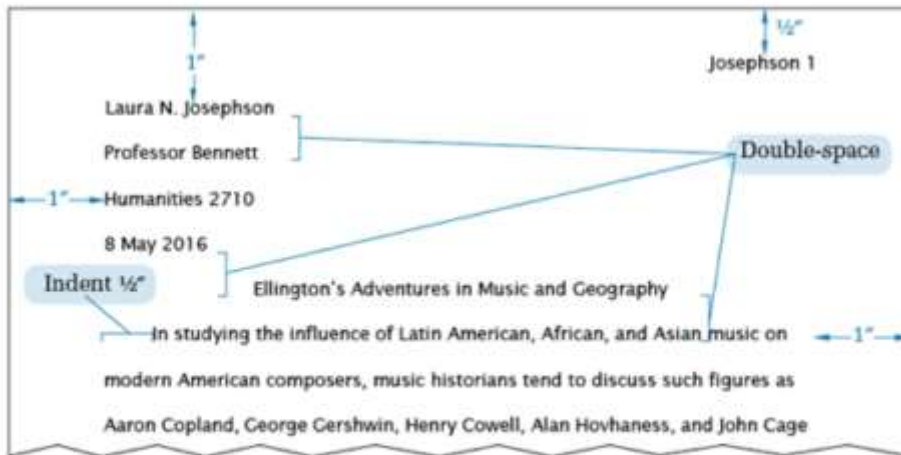 1″ ½″
Josephson 1
Laura N. Josephson
Professor Bennett Double-space
1″ Humanities 2710
8 May 2016
Indent ½″ Ellington's Adventures in Music and Geography
In studying the influence of Latin American, African, and Asian music on 1″
modern American composers, music historians tend to discuss such figures as
Aaron Copland, George Gershwin, Henry Cowell, Alan Hovhaness, and John Cage